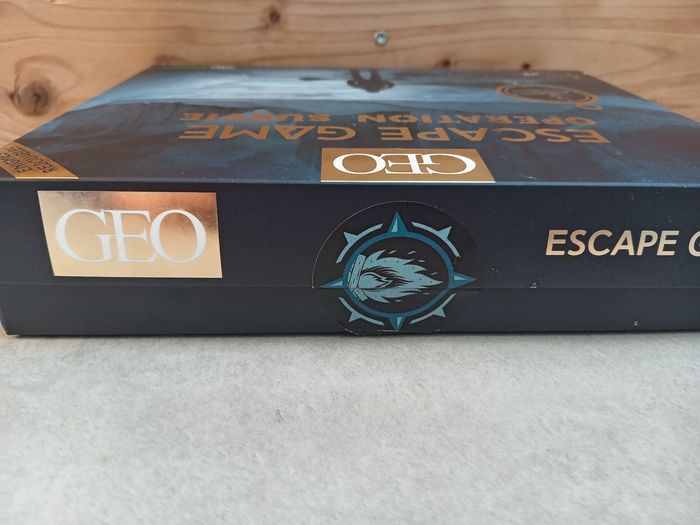 ESCAPE GAME
OPERATION SURVIE
GEO
GEO
ESCAPE G